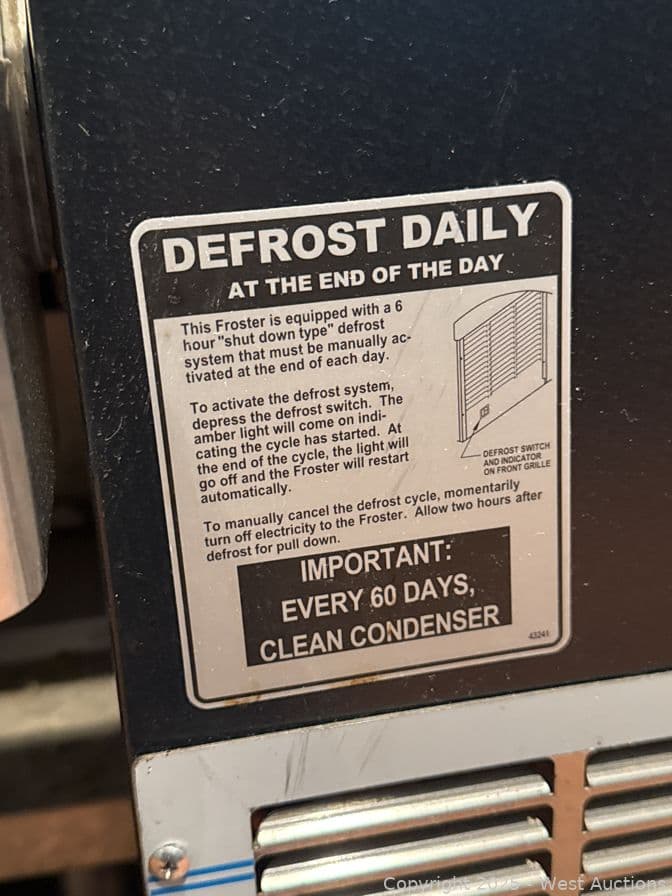 DEFROST DAILY
AT THE END OF THE DAY
This Froster is equipped with a 6
hour "shut down type" defrost
system that must be manually ac-
tivated at the end of each day.
To activate the defrost system,
depress the defrost switch. The
amber light will come on indi-
cating the cycle has started. At
the end of the cycle, the light will
go off and the Froster will restart
automatically.
DEFROST SWITCH
AND INDICATOR
ON FRONT GRILLE
To manually cancel the defrost cycle, momentarily
turn off electricity to the Froster. Allow two hours after
defrost for pull down.
IMPORTANT:
EVERY 60 DAYS,
CLEAN CONDENSER
43241
Copyright 2025 - West Auctions